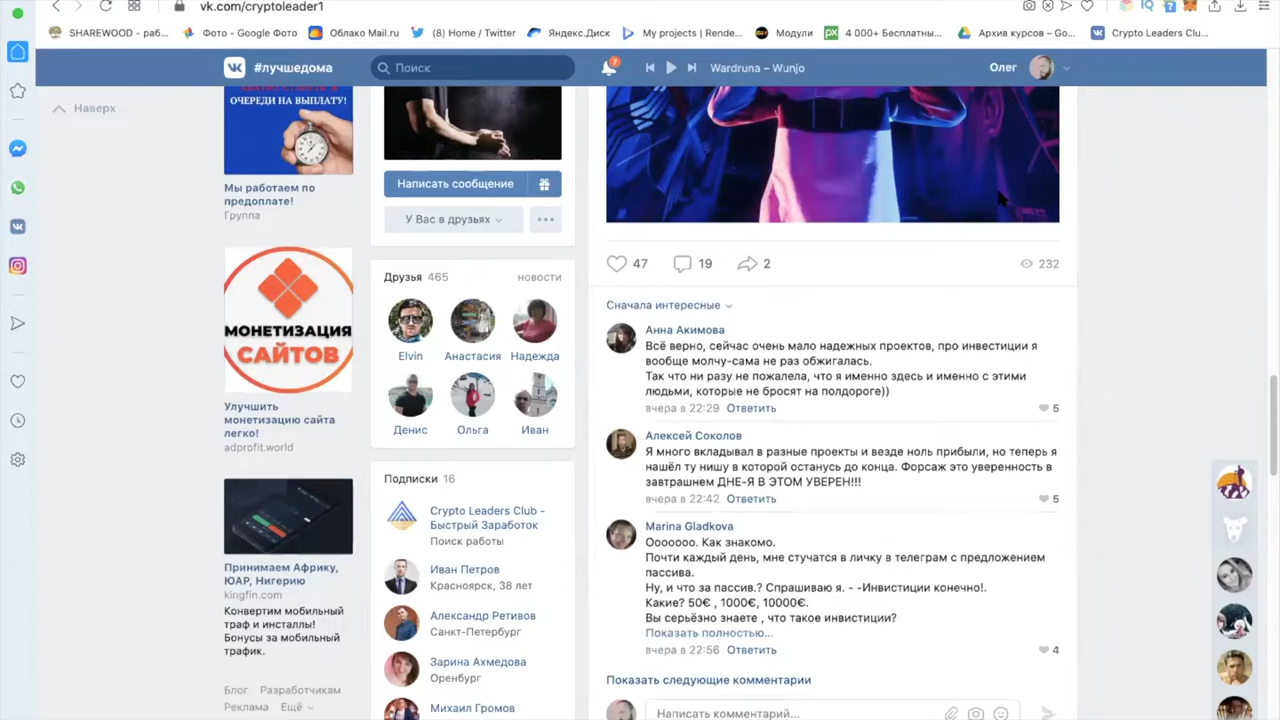 vk.com/cryptoleader1
SHAREWOOD - раб...
Фото - Google Фото
Облако Mail.ru
(8) Home / Twitter
Яндекс.Диск
My projects | Rende...
Модули
4 000+ Бесплатны...
Архив курсов – Go...
Crypto Leaders Clu...
#лучшедома
Поиск
7
Wardruna – Wunjo
Олег
Наверх
ОЧЕРЕДИ НА ВЫПЛАТУ!
Мы работаем по
предоплате!
Группа
МОНЕТИЗАЦИЯ
САЙТОВ
Улучшить
монетизацию сайта
легко!
adprofit.world
Принимаем Африку,
ЮАР, Нигерию
kingfin.com
Конвертим мобильный
траф и инсталлы!
Бонусы за мобильный
трафик.
Блог Разработчикам
Реклама Ещё
Написать сообщение
У Вас в друзьях
Друзья 465
новости
Elvin
Анастасия
Надежда
Денис
Ольга
Иван
Подписки 16
Crypto Leaders Club -
Быстрый Заработок
Поиск работы
Иван Петров
Красноярск, 38 лет
Александр Ретивов
Санкт-Петербург
Зарина Ахмедова
Оренбург
Михаил Громов
47
19
2
232
Сначала интересные
Анна Акимова
Всё верно, сейчас очень мало надежных проектов, про инвестиции я
вообще молчу-сама не раз обжигалась.
Так что ни разу не пожалела, что я именно здесь и именно с этими
людьми, которые не бросят на полдороге))
вчера в 22:29 Ответить
5
Алексей Соколов
Я много вкладывал в разные проекты и везде ноль прибыли, но теперь я
нашёл ту нишу в которой останусь до конца. Форсаж это уверенность в
завтрашнем ДНЕ-Я В ЭТОМ УВЕРЕН!!!
вчера в 22:42 Ответить
5
Marina Gladkova
Ооооооо. Как знакомо.
Почти каждый день, мне стучатся в личку в телеграм с предложением
пассива.
Ну, и что за пассив.? Спрашиваю я. - -Инвестиции конечно!.
Какие? 50€ , 1000€, 10000€.
Вы серьёзно знаете , что такое инвестиции?
Показать полностью...
вчера в 22:56 Ответить
4
Показать следующие комментарии
Написать комментарий...